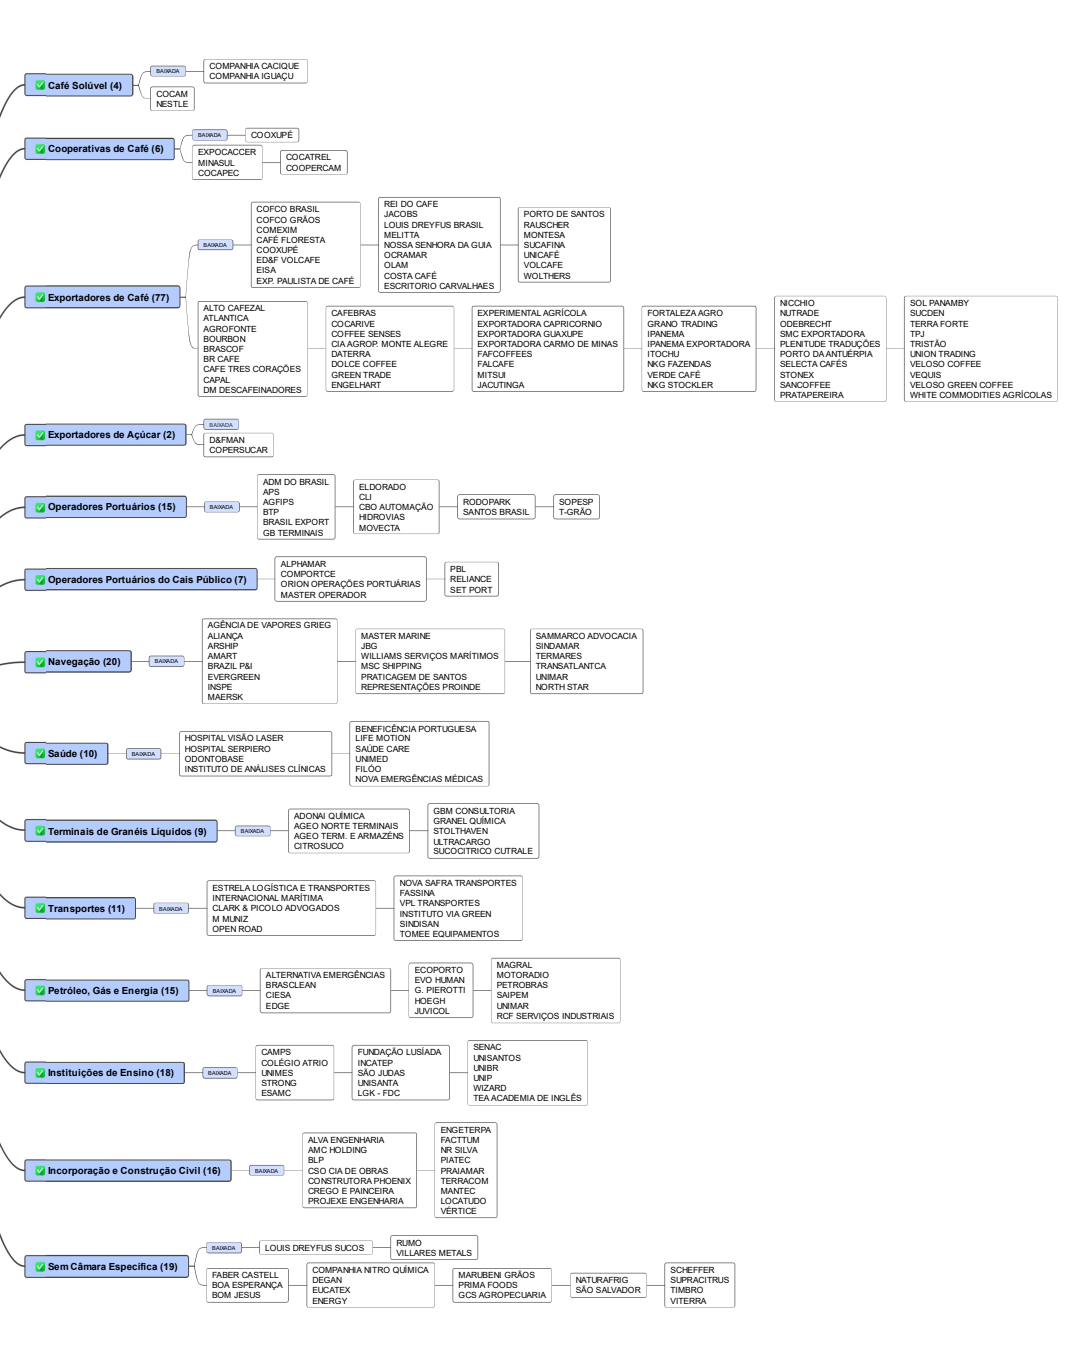 Café Solúvel (4)
BAIXADA
COMPANHIA CACIQUE
COMPANHIA IGUAÇU
COCAM
NESTLE
Cooperativas de Café (6)
BAIXADA
COOXUPÉ
EXPOCACCER
MINASUL
COCAPEC
COCATREL
COOPERCAM
Exportadores de Café (77)
BAIXADA
COFCO BRASIL
COFCO GRÃOS
COMEXIM
CAFÉ FLORESTA
COOXUPÉ
ED&F VOLCAFE
EISA
EXP. PAULISTA DE CAFÉ
REI DO CAFE
JACOBS
LOUIS DREYFUS BRASIL
MELITTA
NOSSA SENHORA DA GUIA
OCRAMAR
OLAM
COSTA CAFÉ
ESCRITORIO CARVALHAES
PORTO DE SANTOS
RAUSCHER
MONTESA
SUCAFINA
UNICAFÉ
VOLCAFE
WOLTHERS
ALTO CAFEZAL
ATLANTICA
AGROFONTE
BOURBON
BRASCOF
BR CAFE
CAFE TRES CORAÇÕES
CAPAL
DM DESCAFEINADORES
CAFEBRAS
COCARIVE
COFFEE SENSES
CIA AGROP. MONTE ALEGRE
DATERRA
DOLCE COFFEE
GREEN TRADE
ENGELHART
EXPERIMENTAL AGRÍCOLA
EXPORTADORA CAPRICORNIO
EXPORTADORA GUAXUPE
EXPORTADORA CARMO DE MINAS
FAFCOFFEES
FALCAFE
MITSUI
JACUTINGA
FORTALEZA AGRO
GRANO TRADING
IPANEMA
IPANEMA EXPORTADORA
ITOCHU
NKG FAZENDAS
VERDE CAFÉ
NKG STOCKLER
NICCHIO
NUTRADE
ODEBRECHT
SMC EXPORTADORA
PLENITUDE TRADUÇÕES
PORTO DA ANTUÉRPIA
SELECTA CAFÉS
STONEX
SANCOFFEE
PRATAPEREIRA
SOL PANAMBY
SUCDEN
TERRA FORTE
TPJ
TRISTÃO
UNION TRADING
VELOSO COFFEE
VEQUIS
VELOSO GREEN COFFEE
WHITE COMMODITIES AGRÍCOLAS
Exportadores de Açúcar (2)
BAIXADA
D&FMAN
COPERSUCAR
Operadores Portuários (15)
BAIXADA
ADM DO BRASIL
APS
AGFIPS
BTP
BRASIL EXPORT
GB TERMINAIS
ELDORADO
CLI
CBO AUTOMAÇÃO
HIDROVIAS
MOVECTA
RODOPARK
SANTOS BRASIL
SOPESP
T-GRÃO
Operadores Portuários do Cais Público (7)
ALPHAMAR
COMPORTCE
ORION OPERAÇÕES PORTUÁRIAS
MASTER OPERADOR
PBL
RELIANCE
SET PORT
Navegação (20)
BAIXADA
AGÊNCIA DE VAPORES GRIEG
ALIANÇA
ARSHIP
AMART
BRAZIL P&I
EVERGREEN
INSPE
MAERSK
MASTER MARINE
JBG
WILLIAMS SERVIÇOS MARÍTIMOS
MSC SHIPPING
PRATICAGEM DE SANTOS
REPRESENTAÇÕES PROINDE
SAMMARCO ADVOCACIA
SINDAMAR
TERMARES
TRANSATLANTCA
UNIMAR
NORTH STAR
Saúde (10)
BAIXADA
HOSPITAL VISÃO LASER
HOSPITAL SERPIERO
ODONTOBASE
INSTITUTO DE ANÁLISES CLÍNICAS
BENEFICÊNCIA PORTUGUESA
LIFE MOTION
SAÚDE CARE
UNIMED
FILÓO
NOVA EMERGÊNCIAS MÉDICAS
Terminais de Granéis Líquidos (9)
BAIXADA
ADONAI QUÍMICA
AGEO NORTE TERMINAIS
AGEO TERM. E ARMAZÉNS
CITROSUCO
GBM CONSULTORIA
GRANEL QUÍMICA
STOLTHAVEN
ULTRACARGO
SUCOCITRICO CUTRALE
Transportes (11)
BAIXADA
ESTRELA LOGÍSTICA E TRANSPORTES
INTERNACIONAL MARÍTIMA
CLARK & PICOLO ADVOGADOS
M MUNIZ
OPEN ROAD
NOVA SAFRA TRANSPORTES
FASSINA
VPL TRANSPORTES
INSTITUTO VIA GREEN
SINDISAN
TOMEE EQUIPAMENTOS
Petróleo, Gás e Energia (15)
BAIXADA
ALTERNATIVA EMERGÊNCIAS
BRASCLEAN
CIESA
EDGE
ECOPORTO
EVO HUMAN
G. PIEROTTI
HOEGH
JUVICOL
MAGRAL
MOTORADIO
PETROBRAS
SAIPEM
UNIMAR
RCF SERVIÇOS INDUSTRIAIS
Instituições de Ensino (18)
BAIXADA
CAMPS
COLÉGIO ATRIO
UNIMES
STRONG
ESAMC
FUNDAÇÃO LUSÍADA
INCATEP
SÃO JUDAS
UNISANTA
LGK - FDC
SENAC
UNISANTOS
UNIBR
UNIP
WIZARD
TEA ACADEMIA DE INGLÊS
Incorporação e Construção Civil (16)
BAIXADA
ALVA ENGENHARIA
AMC HOLDING
BLP
CSO CIA DE OBRAS
CONSTRUTORA PHOENIX
CREGO E PAINCEIRA
PROJEXE ENGENHARIA
ENGETERPA
FACTTUM
NR SILVA
PIATEC
PRAIAMAR
TERRACOM
MANTEC
LOCATUDO
VÉRTICE
Sem Câmara Específica (19)
BAIXADA
LOUIS DREYFUS SUCOS
RUMO
VILLARES METALS
FABER CASTELL
BOA ESPERANÇA
BOM JESUS
COMPANHIA NITRO QUÍMICA
DEGAN
EUCATEX
ENERGY
MARUBENI GRÃOS
PRIMA FOODS
GCS AGROPECUARIA
NATURAFRIG
SÃO SALVADOR
SCHEFFER
SUPRACITRUS
TIMBRO
VITERRA